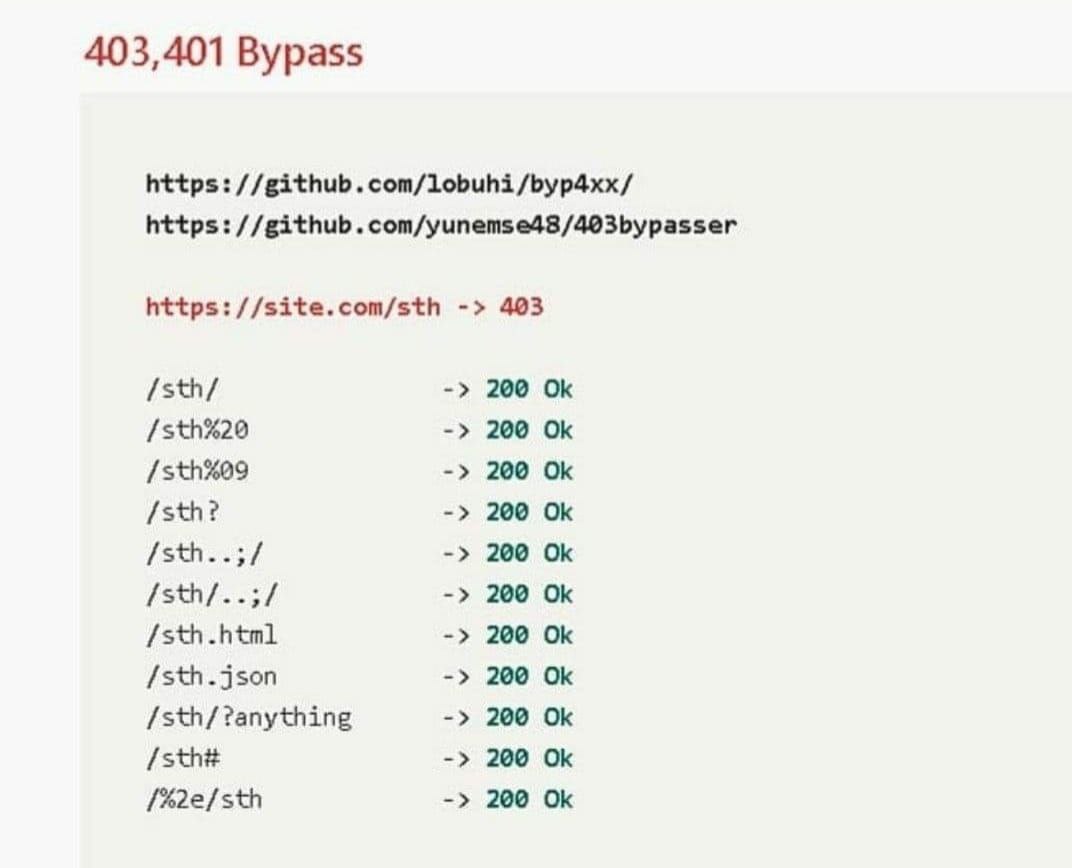 403,401 Bypass
https://github.com/lobuhi/byp4xx/
https://github.com/yunemse48/403bypasser
https://site.com/sth -> 403
/sth/ -> 200 Ok
/sth%20 -> 200 Ok
/sth%09 -> 200 Ok
/sth? -> 200 Ok
/sth..;/ -> 200 Ok
/sth/..;/ -> 200 Ok
/sth.html -> 200 Ok
/sth.json -> 200 Ok
/sth/?anything -> 200 Ok
/sth# -> 200 Ok
/%2e/sth -> 200 Ok